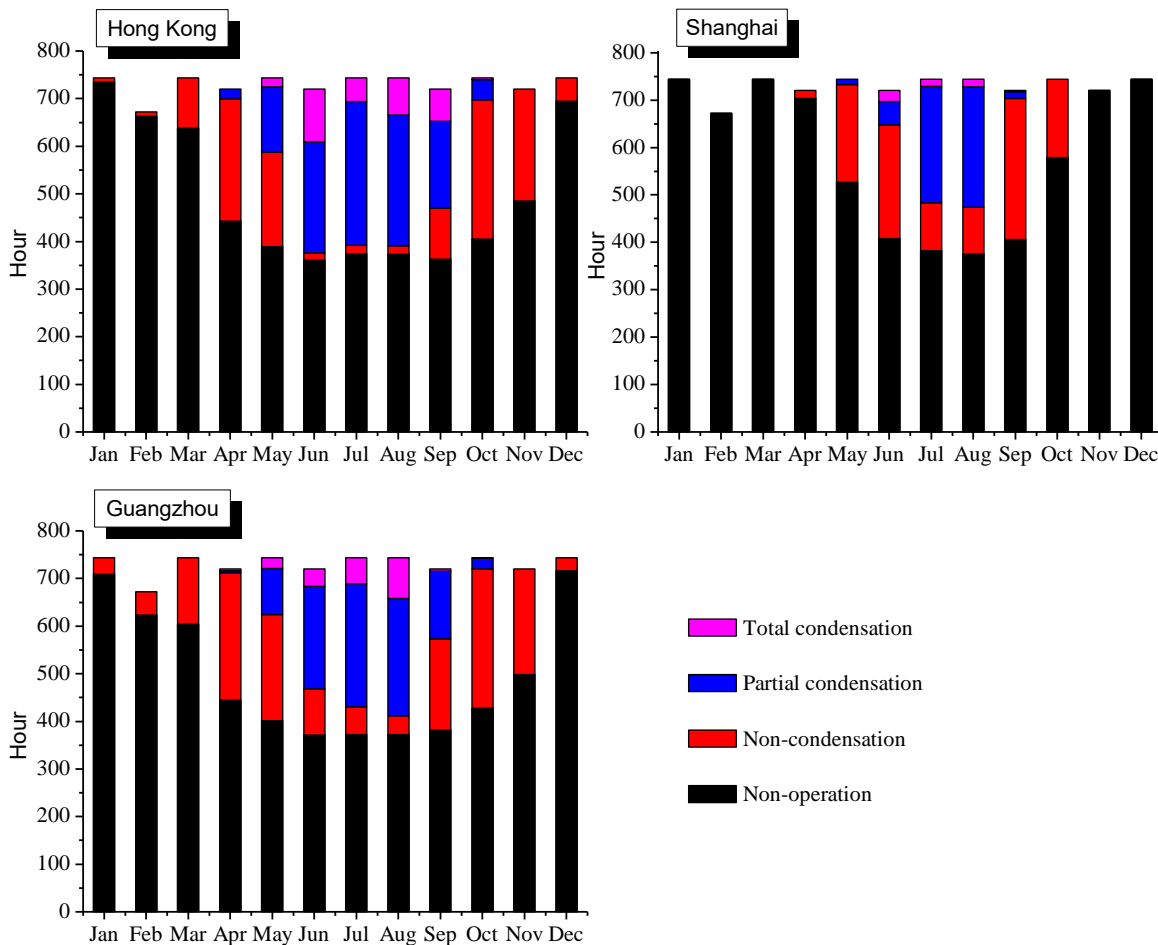 Hong Kong
800
700
600
500
400
300
200
100
0
Hour
Jan Feb Mar Apr May Jun Jul Aug Sep Oct Nov Dec
Shanghai
800
700
600
500
400
300
200
100
0
Hour
Jan Feb Mar Apr May Jun Jul Aug Sep Oct Nov Dec
Guangzhou
800
700
600
500
400
300
200
100
0
Hour
Jan Feb Mar Apr May Jun Jul Aug Sep Oct Nov Dec
Total condensation
Partial condensation
Non-condensation
Non-operation